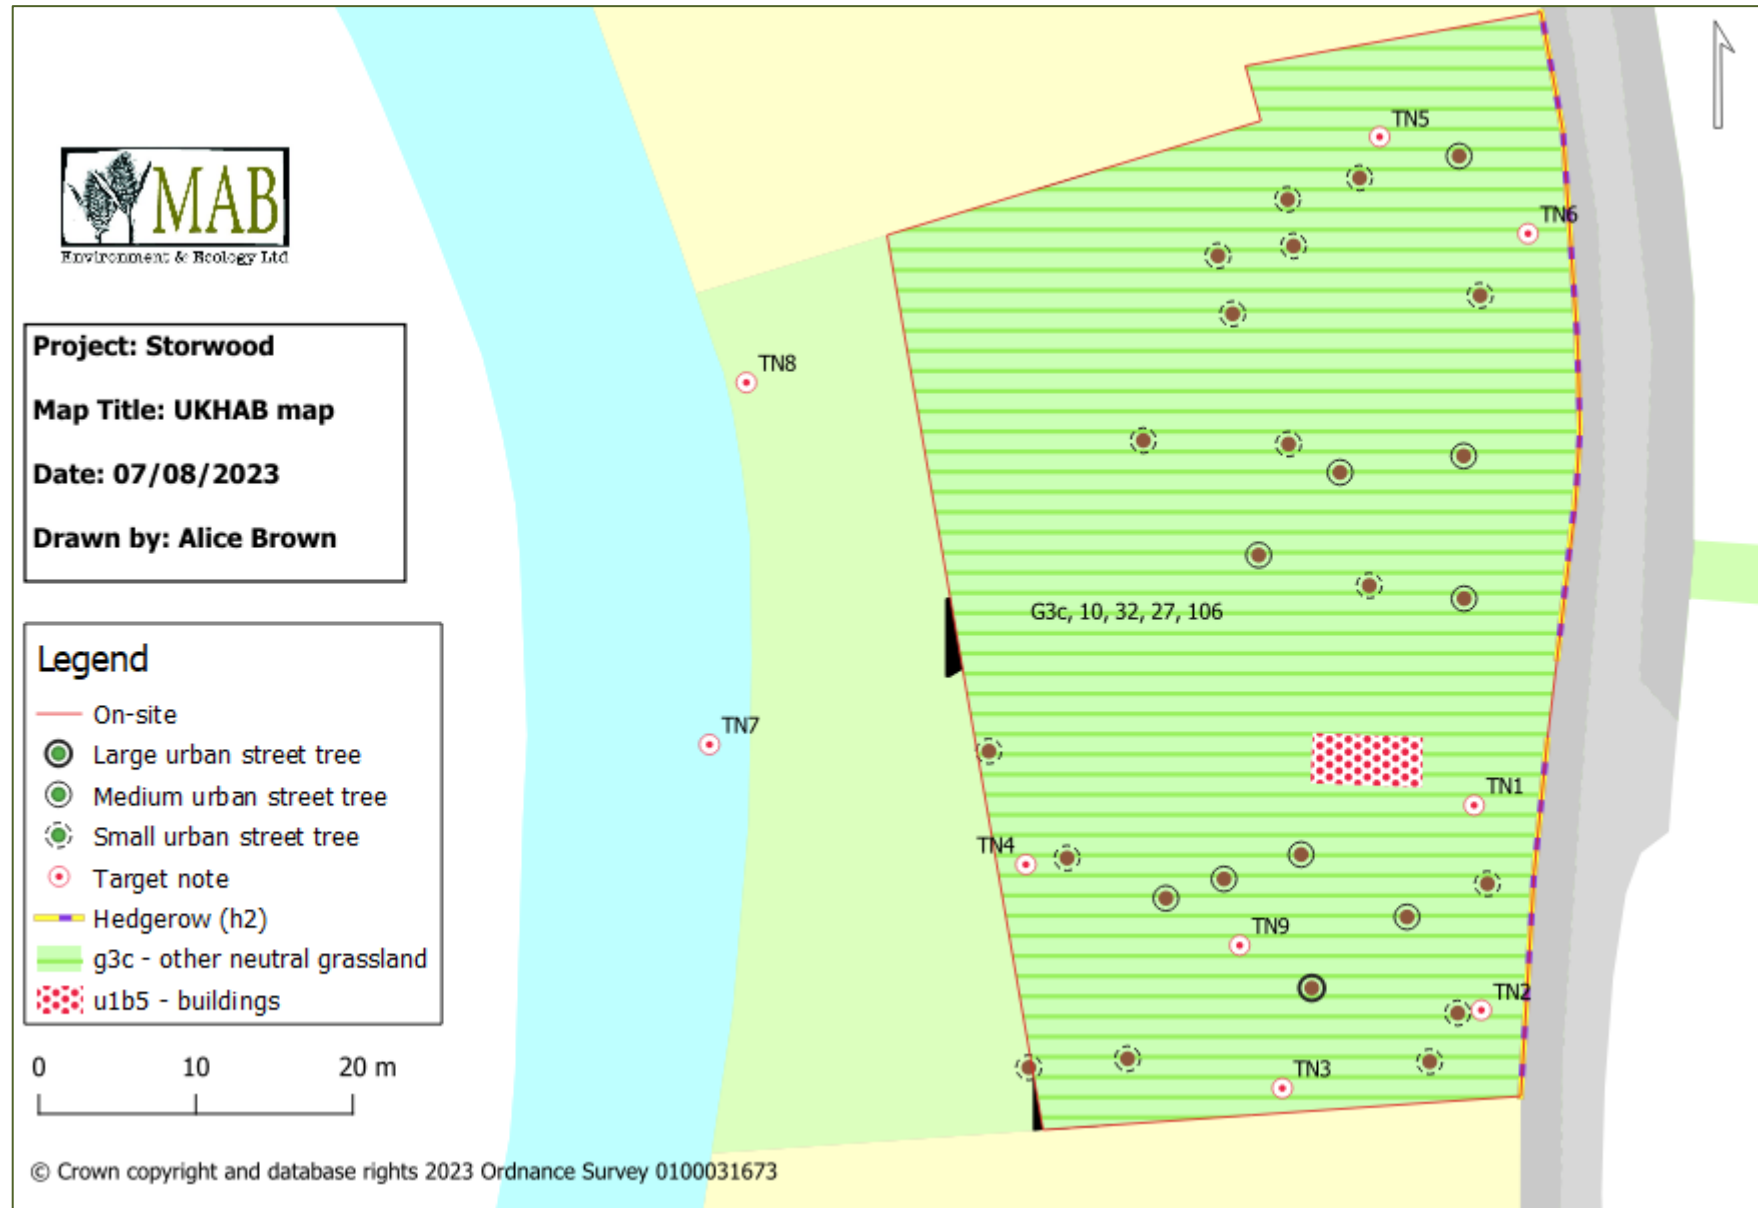 MAB
Environment & Ecology Ltd
Project: Storwood
Map Title: UKHAB map
Date: 07/08/2023
Drawn by: Alice Brown
Legend
On-site
Large urban street tree
Medium urban street tree
Small urban street tree
Target note
Hedgerow (h2)
g3c - other neutral grassland
u1b5 - buildings
0 10 20 m
© Crown copyright and database rights 2023 Ordnance Survey 0100031673
TN5
TN6
TN8
G3c, 10, 32, 27, 106
TN7
TN1
TN4
TN9
TN2
TN3